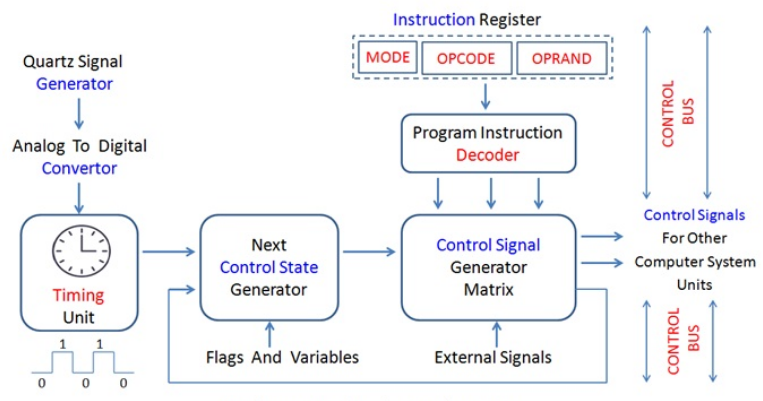 Instruction Register
MODE OPCODE OPRAND
Quartz Signal
Generator
Analog To Digital
Convertor
Program Instruction
Decoder
CONTROL
BUS
Timing
Unit
Next
Control State
Generator
Control Signal
Generator
Matrix
Control Signals
For Other
Computer System
Units
1 1
0 0 0
Flags And Variables
External Signals
CONTROL
BUS